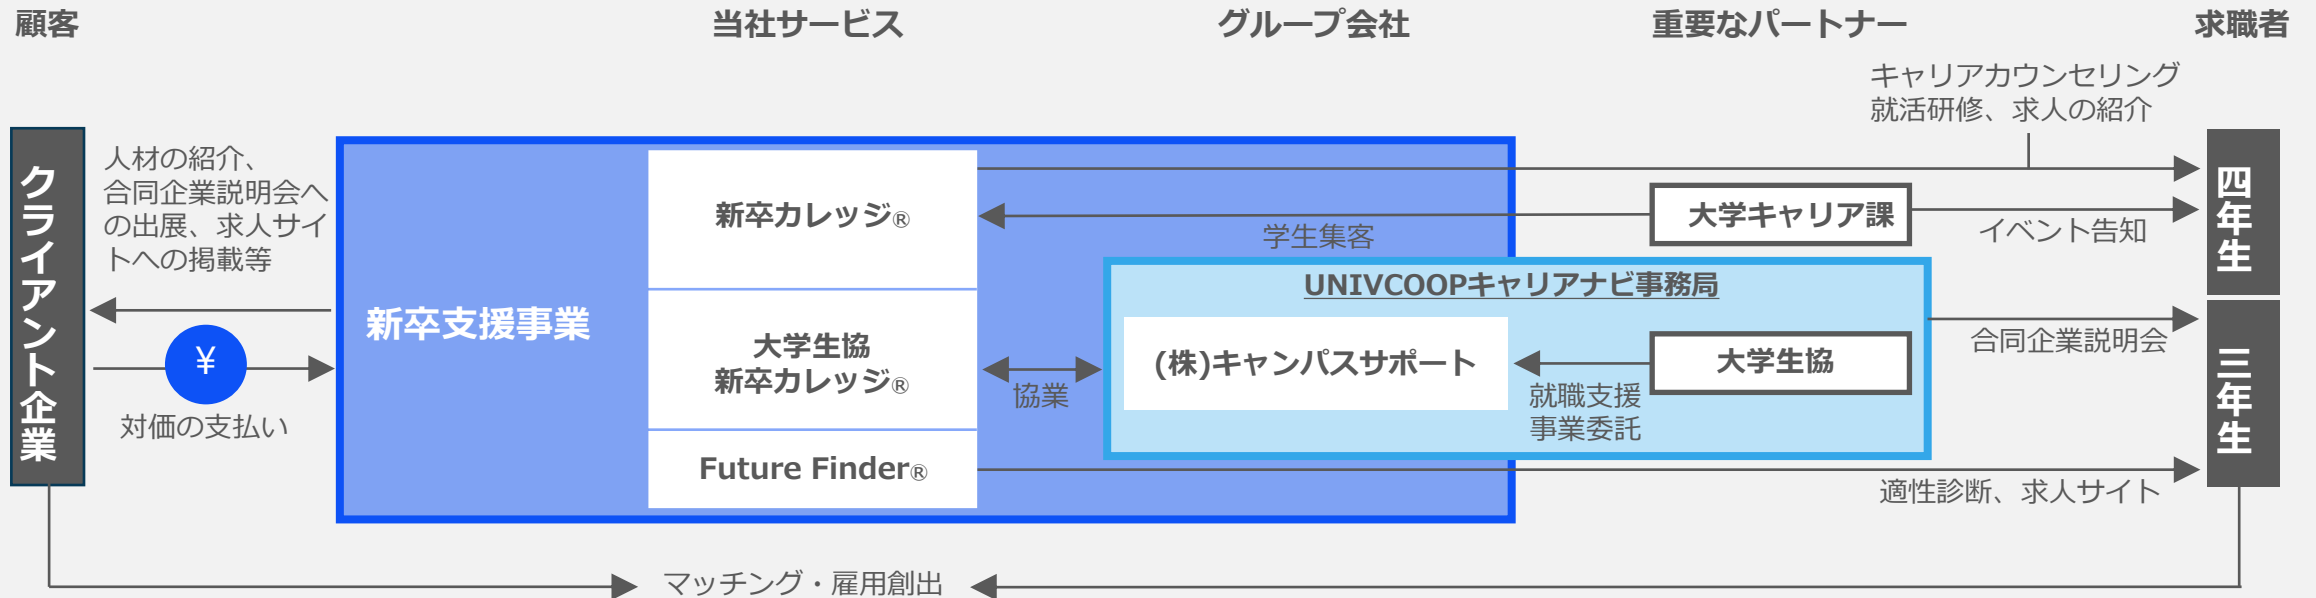 顧客
当社サービス
グループ会社
重要なパートナー
求職者
キャリアカウンセリング
就活研修、求人の紹介
クライアント企業
人材の紹介、
合同企業説明会へ
の出展、求人サイ
トへの掲載等
¥
対価の支払い
新卒支援事業
新卒カレッジ®
大学生協
新卒カレッジ®
Future Finder®
学生集客
協業
UNIVCOOPキャリアナビ事務局
(株)キャンパスサポート
就職支援
事業委託
大学キャリア課
大学生協
イベント告知
合同企業説明会
適性診断、求人サイト
四年生
三年生
マッチング・雇用創出